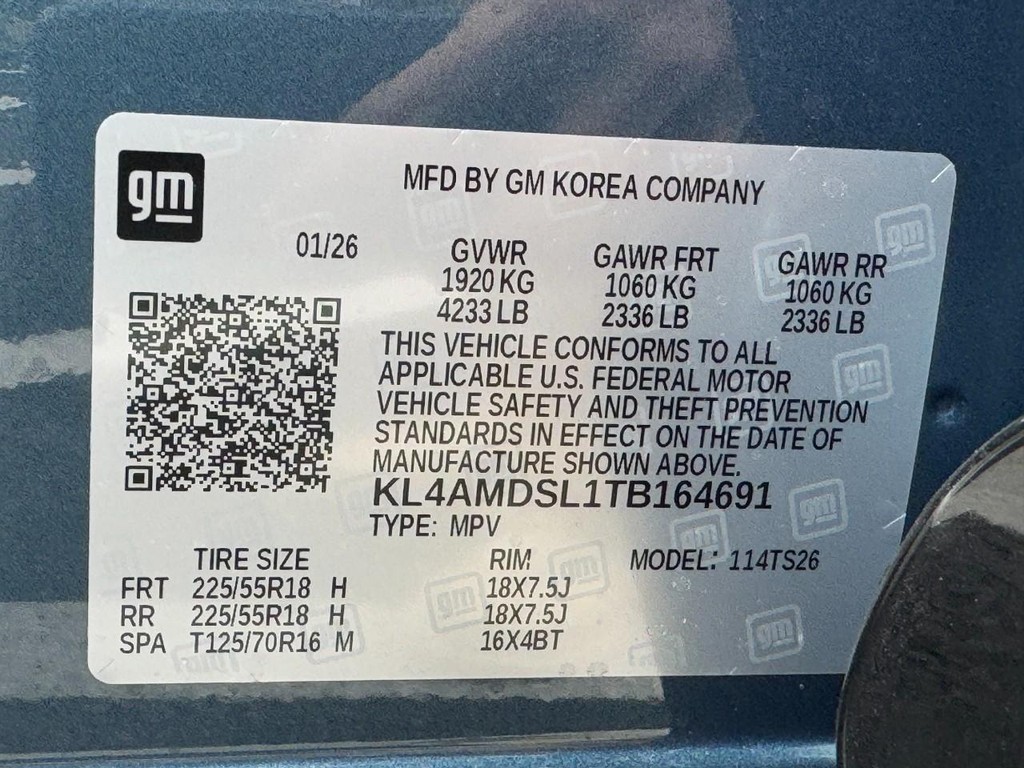 gm
MFD BY GM KOREA COMPANY
01/26
GVWR GAWR FRT GAWR RR
1920 KG 1060 KG 1060 KG
4233 LB 2336 LB 2336 LB
THIS VEHICLE CONFORMS TO ALL
APPLICABLE U.S. FEDERAL MOTOR
VEHICLE SAFETY AND THEFT PREVENTION
STANDARDS IN EFFECT ON THE DATE OF
MANUFACTURE SHOWN ABOVE.
KL4AMDSL1TB164691
TYPE: MPV
TIRE SIZE RIM MODEL: 114TS26
FRT 225/55R18 H 18X7.5J
RR 225/55R18 H 18X7.5J
SPA T125/70R16 M 16X4BT